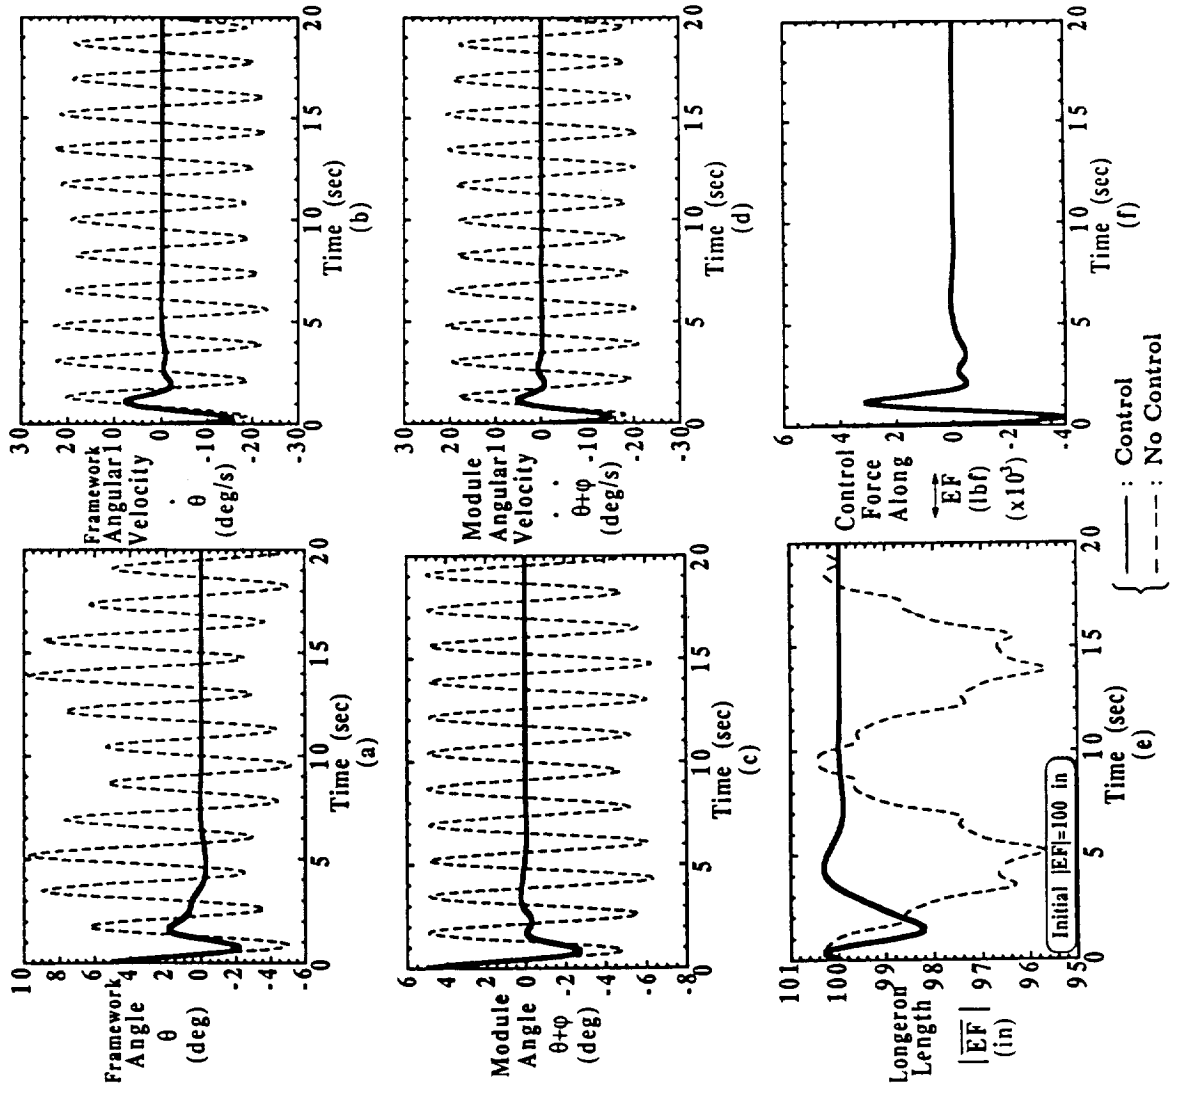 10
8
6
4
2
0
-2
-4
-6
Framework
Angle
θ
(deg)
0
5
10
15
20
Time (sec)
(a)
30
20
10
0
-10
-20
-30
Framework
Angular
Velocity
θ̇
(deg/s)
0
5
10
15
20
Time (sec)
(b)
6
4
2
0
-2
-4
-6
-8
Module
Angle
θ+φ
(deg)
0
5
10
15
20
Time (sec)
(c)
30
20
10
0
-10
-20
-30
Module
Angular
Velocity
θ̇+φ̇
(deg/s)
0
5
10
15
20
Time (sec)
(d)
101
100
99
98
97
96
95
Longeron
Length
|EF|
(in)
Initial |EF|=100 in
0
5
10
15
20
Time (sec)
(e)
6
4
2
0
-2
-4
Control
Force
Along
EF
(lbf)
(x10³)
0
5
10
15
20
Time (sec)
(f)
: Control
: No Control